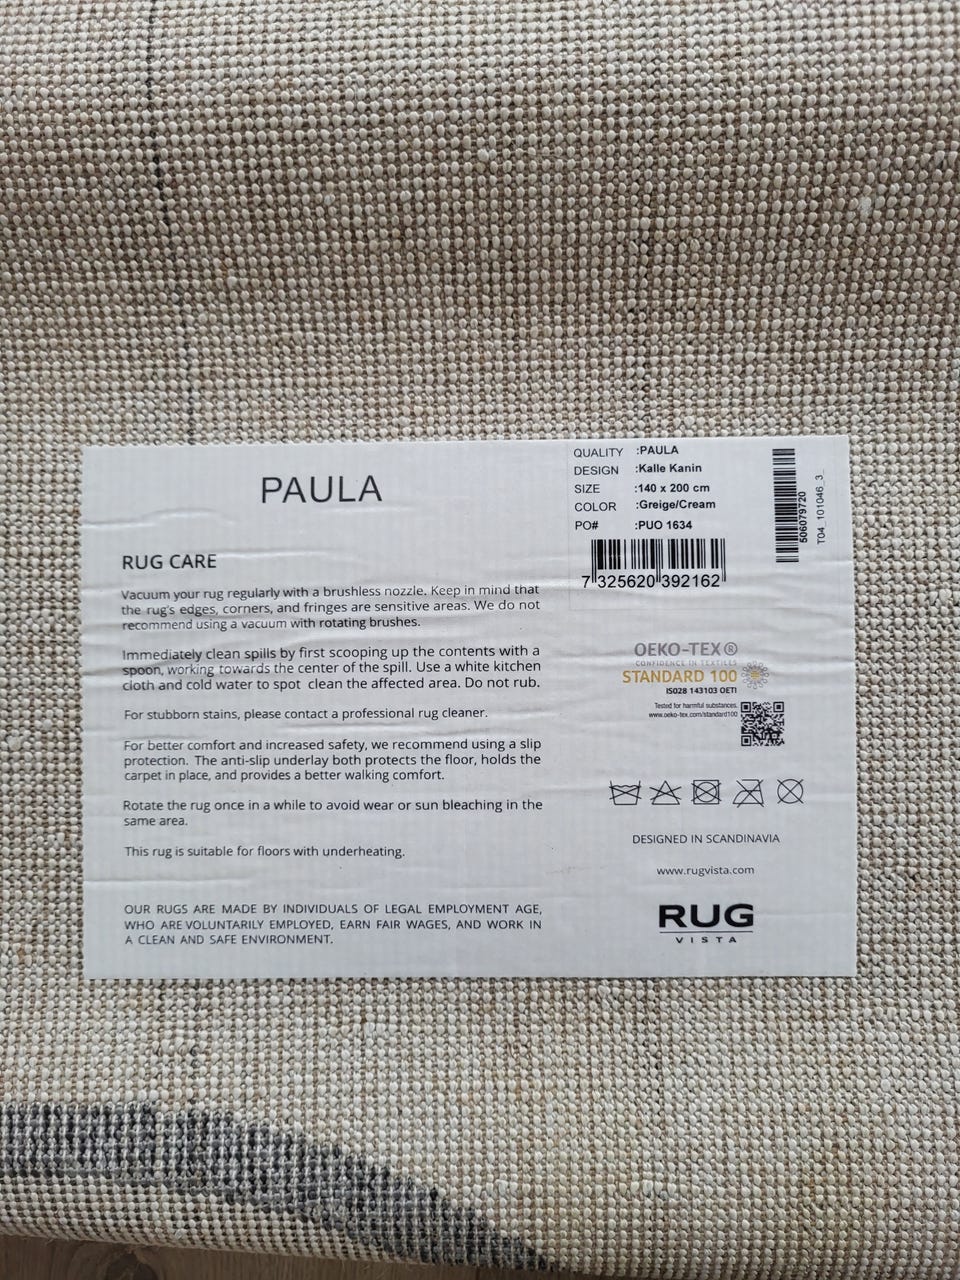 PAULA
RUG CARE
Vacuum your rug regularly with a brushless nozzle. Keep in mind that
the rug's edges, corners, and fringes are sensitive areas. We do not
recommend using a vacuum with rotating brushes.
Immediately clean spills by first scooping up the contents with a
spoon, working towards the center of the spill. Use a white kitchen
cloth and cold water to spot clean the affected area. Do not rub.
For stubborn stains, please contact a professional rug cleaner.
For better comfort and increased safety, we recommend using a slip
protection. The anti-slip underlay both protects the floor, holds the
carpet in place, and provides a better walking comfort.
Rotate the rug once in a while to avoid wear or sun bleaching in the
same area.
This rug is suitable for floors with underheating.
OUR RUGS ARE MADE BY INDIVIDUALS OF LEGAL EMPLOYMENT AGE,
WHO ARE VOLUNTARILY EMPLOYED, EARN FAIR WAGES, AND WORK IN
A CLEAN AND SAFE ENVIRONMENT.
QUALITY :PAULA
DESIGN :Kalle Kanin
SIZE :140 x 200 cm
COLOR :Greige/Cream
PO# :PUO 1634
7 325620 392162
506079720
T04_101046_3_
OEKO-TEX®
CONFIDENCE IN TEXTILES
STANDARD 100
IS028 143103 OETI
Tested for harmful substances.
www.oeko-tex.com/standard100
DESIGNED IN SCANDINAVIA
www.rugvista.com
RUG
VISTA